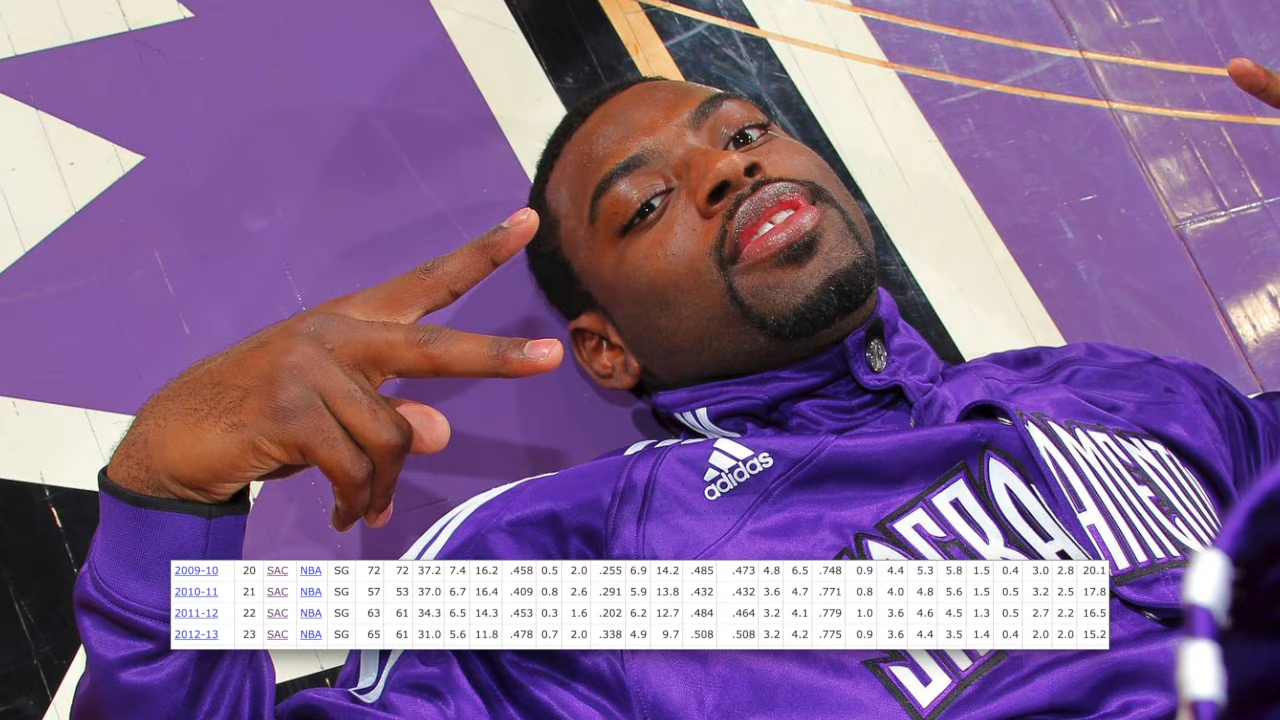 adidas
SACRAMENTO
2009-10 20 SAC NBA SG 72 72 37.2 7.4 16.2 .458 0.5 2.0 .255 6.9 14.2 .485 .473 4.8 6.5 .748 0.9 4.4 5.3 5.8 1.5 0.4 3.0 2.8 20.1
2010-11 21 SAC NBA SG 57 53 37.0 6.7 16.4 .409 0.8 2.6 .291 5.9 13.8 .432 .432 3.6 4.7 .771 0.8 4.0 4.8 5.6 1.5 0.5 3.2 2.5 17.8
2011-12 22 SAC NBA SG 63 61 34.3 6.5 14.3 .453 0.3 1.6 .202 6.2 12.7 .484 .464 3.2 4.1 .779 1.1 3.6 4.6 4.5 1.3 0.5 2.7 2.2 16.5
2012-13 23 SAC NBA SG 65 61 31.0 5.6 11.8 .478 0.7 2.0 .338 4.9 9.7 .508 .508 3.2 4.2 .775 0.9 3.6 4.4 3.5 1.4 0.4 2.0 2.0 15.2